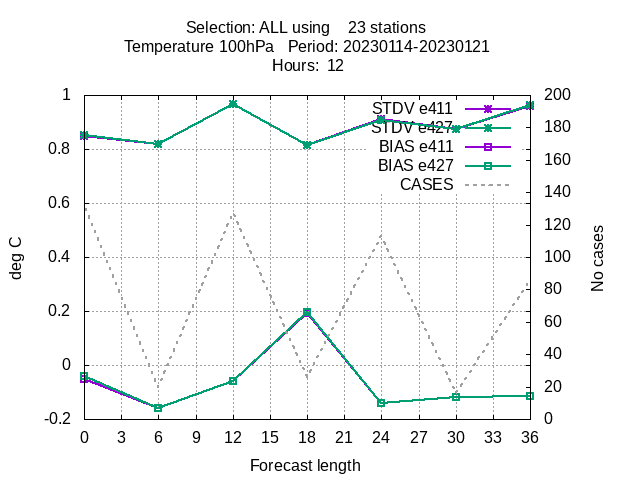 Selection: ALL using 23 stations
Temperature 100hPa Period: 20230114-20230121
Hours: 12
1
0.8
0.6
0.4
0.2
0
-0.2
200
180
160
140
120
100
80
60
40
20
0
STDV e411
STDV e427
BIAS e411
BIAS e427
CASES
deg C
No cases
0 3 6 9 12 15 18 21 24 27 30 33 36
Forecast length